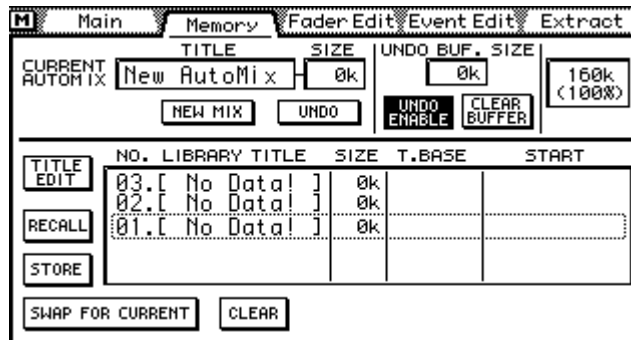 M Main Memory Fader Edit Event Edit Extract
TITLE SIZE UNDO BUF. SIZE
CURRENT AUTOMIX New AutoMix 0k 0k 160k
(100%)
NEW MIX UNDO UNDO ENABLE CLEAR BUFFER
NO. LIBRARY TITLE SIZE T.BASE START
TITLE EDIT
03.[ No Data! ] 0k
02.[ No Data! ] 0k
RECALL 01.[ No Data! ] 0k
STORE
SWAP FOR CURRENT CLEAR